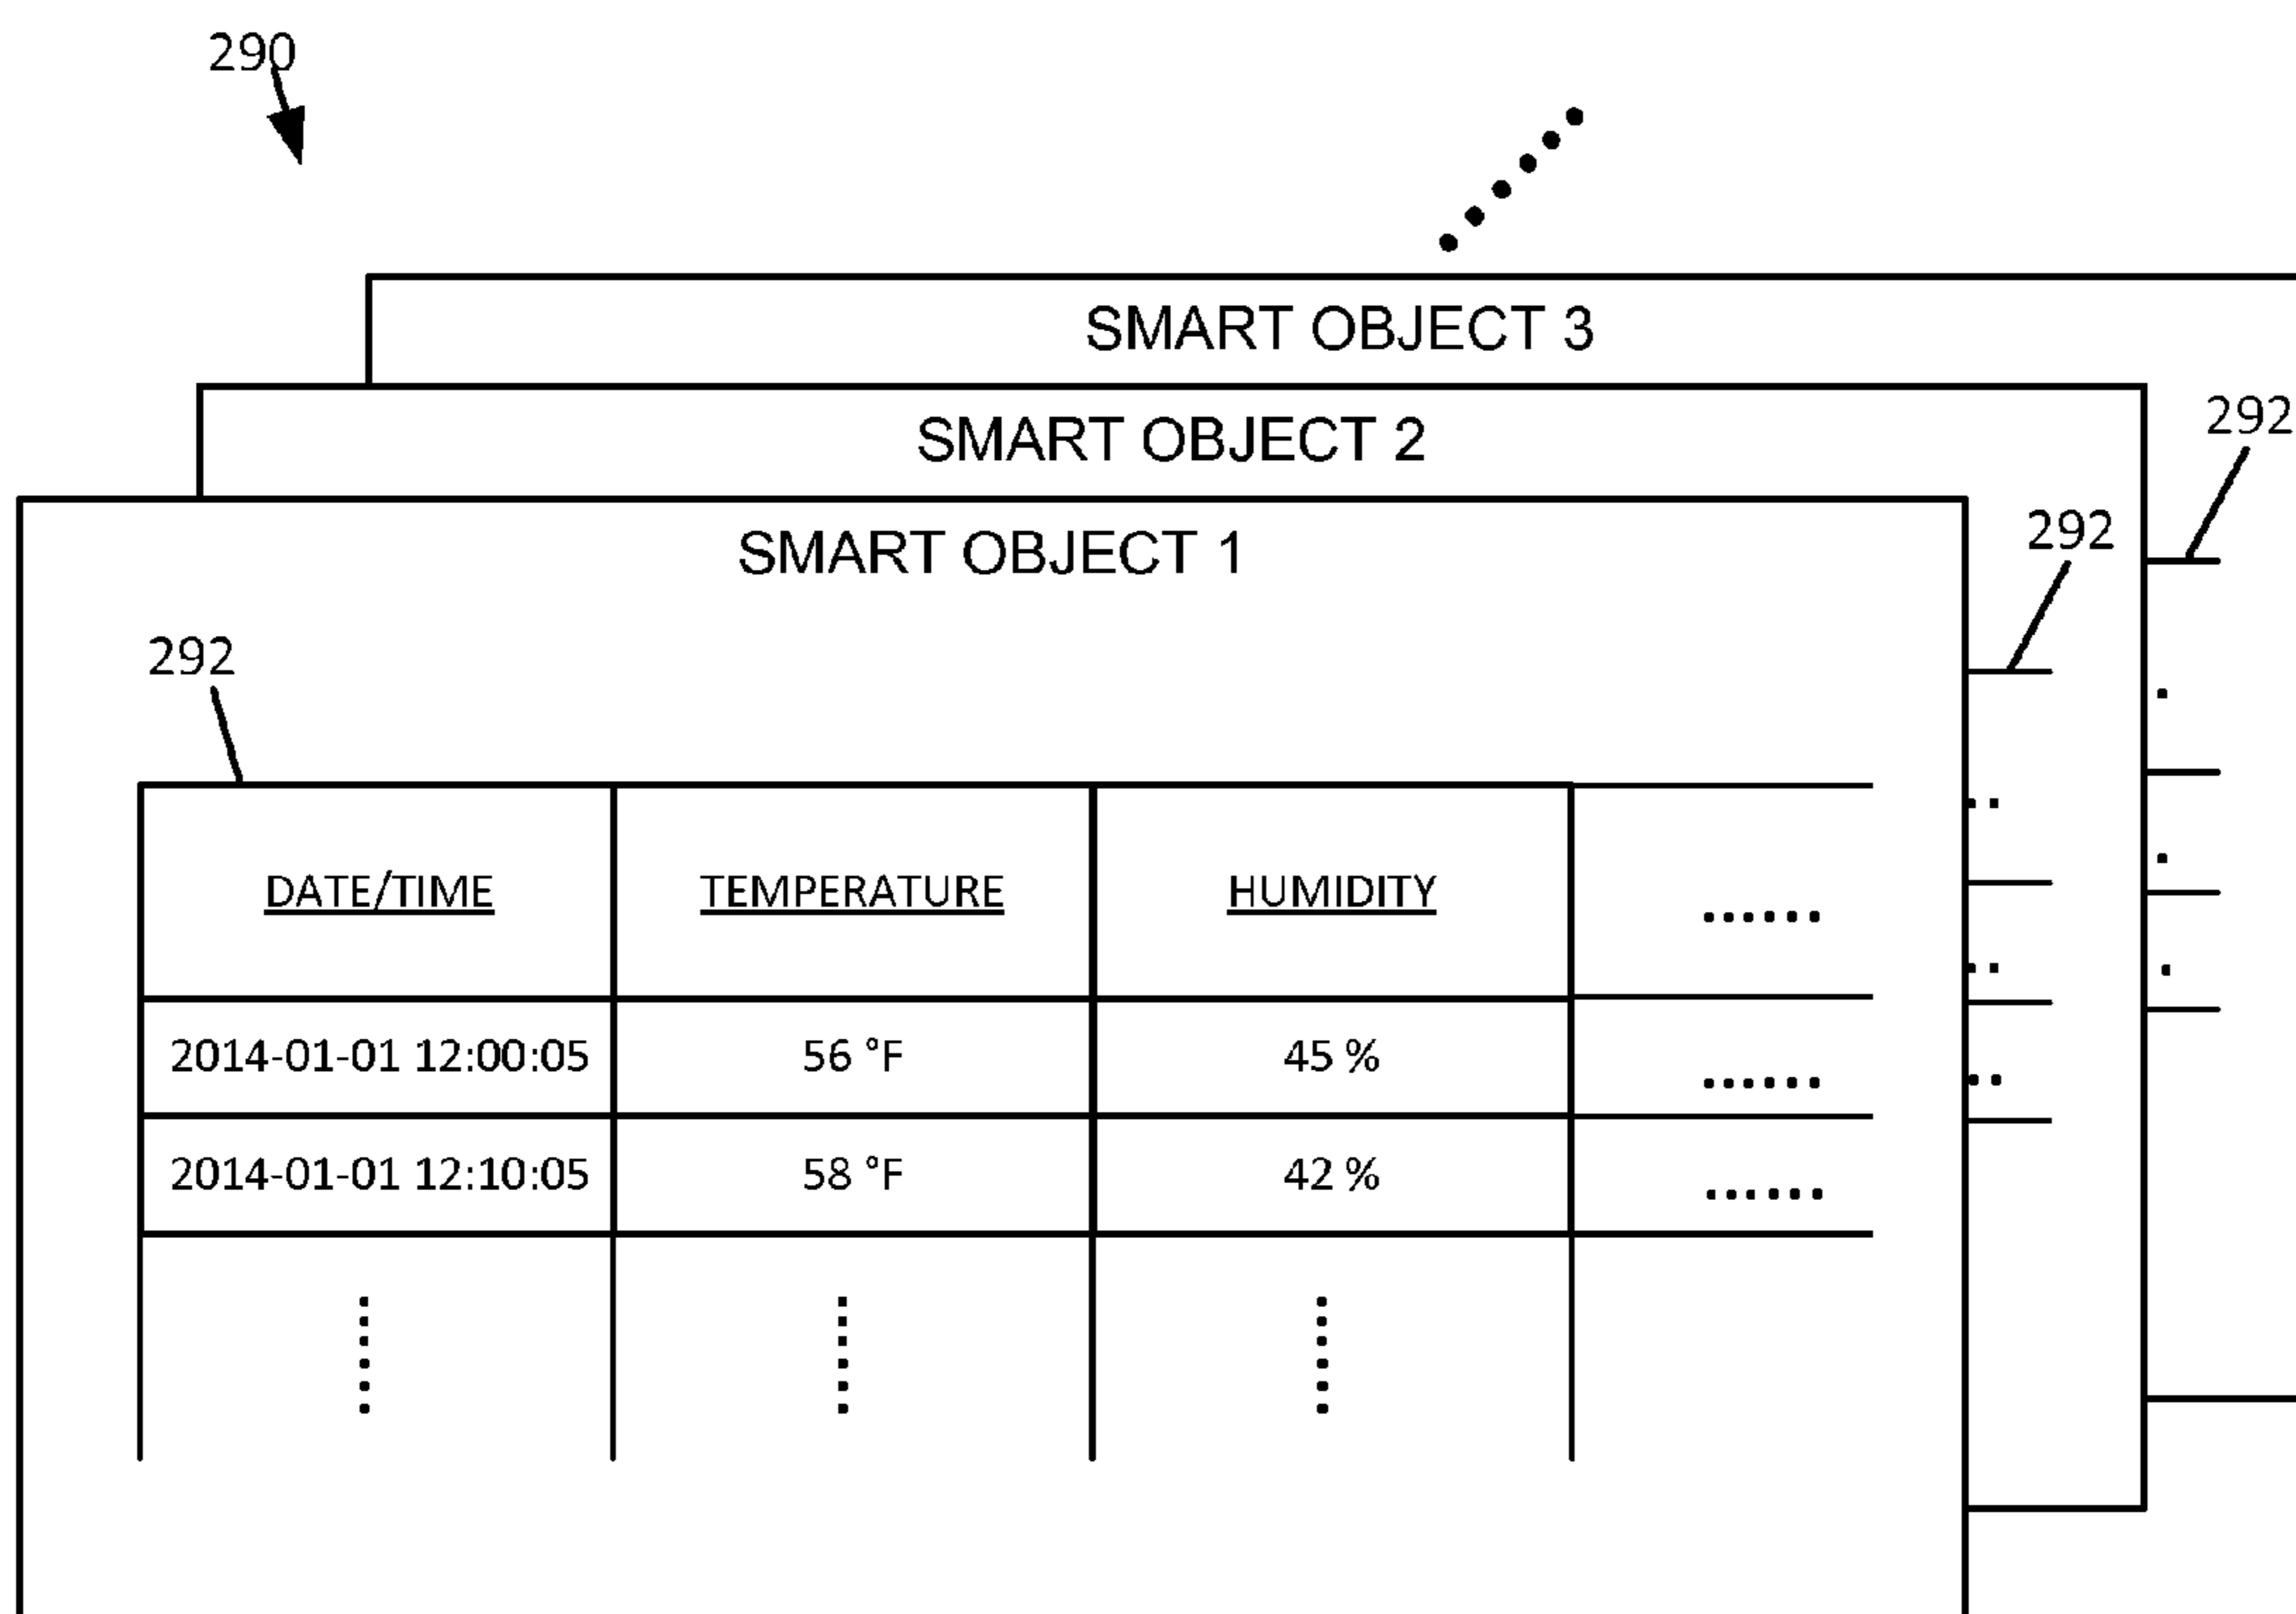 290
SMART OBJECT 3
292
SMART OBJECT 2
292
SMART OBJECT 1
292
DATE/TIME TEMPERATURE HUMIDITY ......
2014-01-01 12:00:05 56 °F 45 % ......
2014-01-01 12:10:05 58 °F 42 % ......